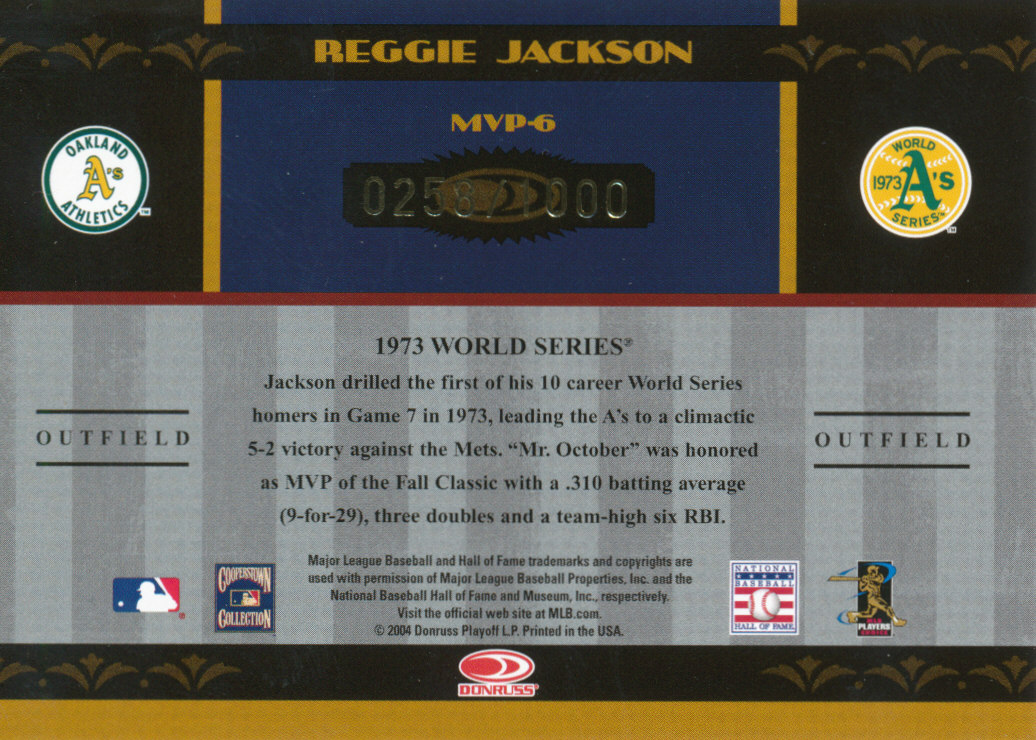 REGGIE JACKSON
MVP-6
OAKLAND
A's
ATHLETICS™
0258/1000
WORLD
1973 A's
SERIES™
1973 WORLD SERIES®
Jackson drilled the first of his 10 career World Series
homers in Game 7 in 1973, leading the A's to a climactic
5-2 victory against the Mets. “Mr. October” was honored
as MVP of the Fall Classic with a .310 batting average
(9-for-29), three doubles and a team-high six RBI.
OUTFIELD
OUTFIELD
Major League Baseball and Hall of Fame trademarks and copyrights are
used with permission of Major League Baseball Properties, Inc. and the
National Baseball Hall of Fame and Museum, Inc., respectively.
Visit the official web site at MLB.com.
© 2004 Donruss Playoff L.P. Printed in the USA.
COOPERSTOWN
COLLECTION
NATIONAL
BASEBALL
HALL OF FAME
MLB
PLAYERS
CHOICE
DONRUSS®